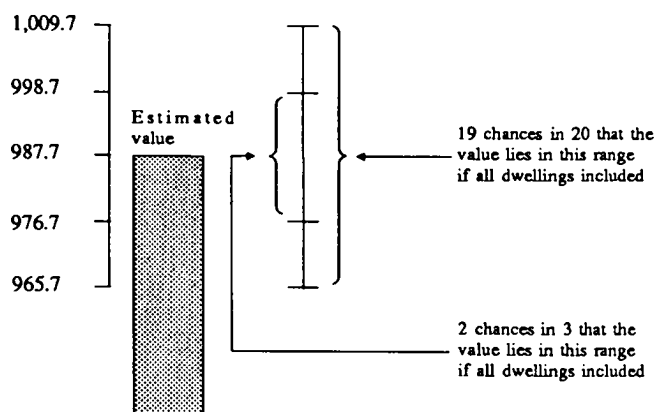 1,009.7
998.7
987.7
976.7
965.7
Estimated
value
19 chances in 20 that the
value lies in this range
if all dwellings included
2 chances in 3 that the
value lies in this range
if all dwellings included